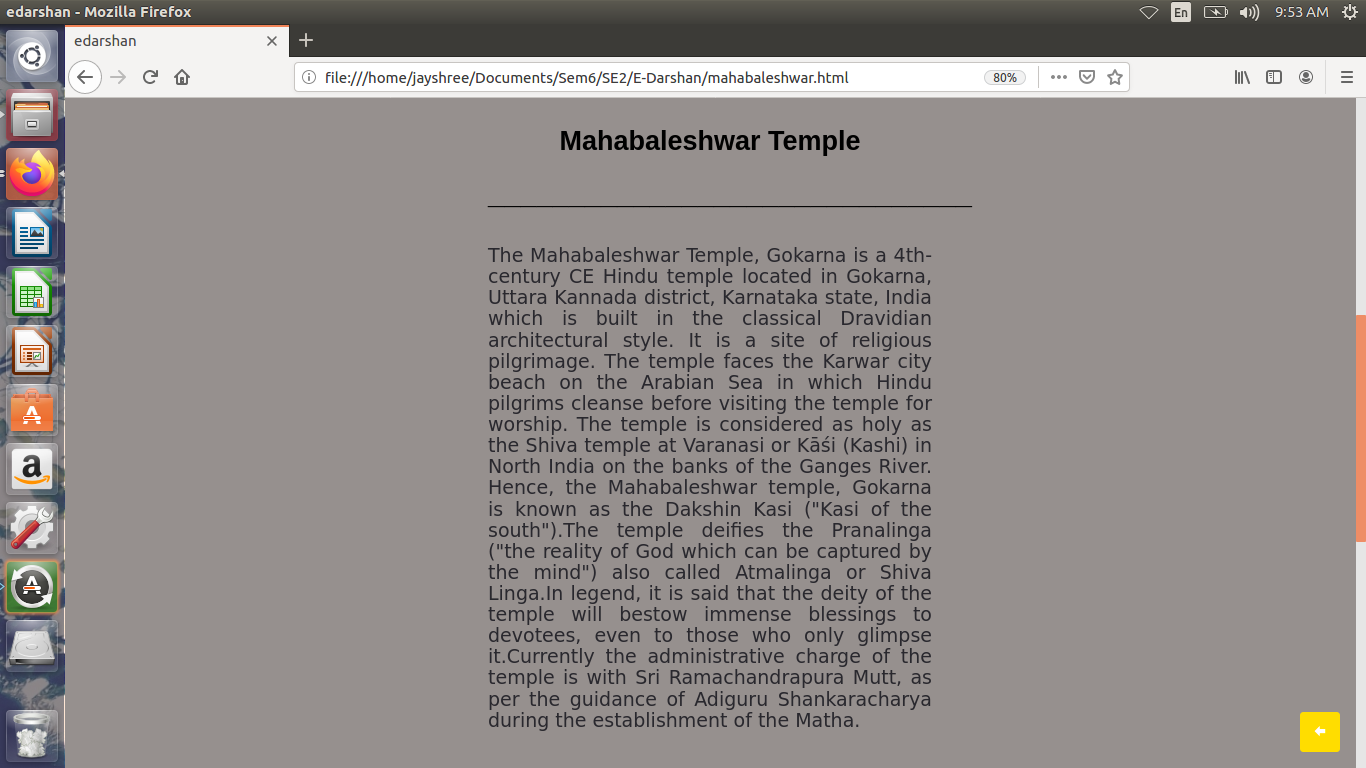 edarshan - Mozilla Firefox
En
9:53 AM
edarshan
file:///home/jayshree/Documents/Sem6/SE2/E-Darshan/mahabaleshwar.html
80%
Mahabaleshwar Temple
The Mahabaleshwar Temple, Gokarna is a 4th-
century CE Hindu temple located in Gokarna,
Uttara Kannada district, Karnataka state, India
which is built in the classical Dravidian
architectural style. It is a site of religious
pilgrimage. The temple faces the Karwar city
beach on the Arabian Sea in which Hindu
pilgrims cleanse before visiting the temple for
worship. The temple is considered as holy as
the Shiva temple at Varanasi or Kāśi (Kashi) in
North India on the banks of the Ganges River.
Hence, the Mahabaleshwar temple, Gokarna
is known as the Dakshin Kasi ("Kasi of the
south").The temple deifies the Pranalinga
("the reality of God which can be captured by
the mind") also called Atmalinga or Shiva
Linga.In legend, it is said that the deity of the
temple will bestow immense blessings to
devotees, even to those who only glimpse
it.Currently the administrative charge of the
temple is with Sri Ramachandrapura Mutt, as
per the guidance of Adiguru Shankaracharya
during the establishment of the Matha.